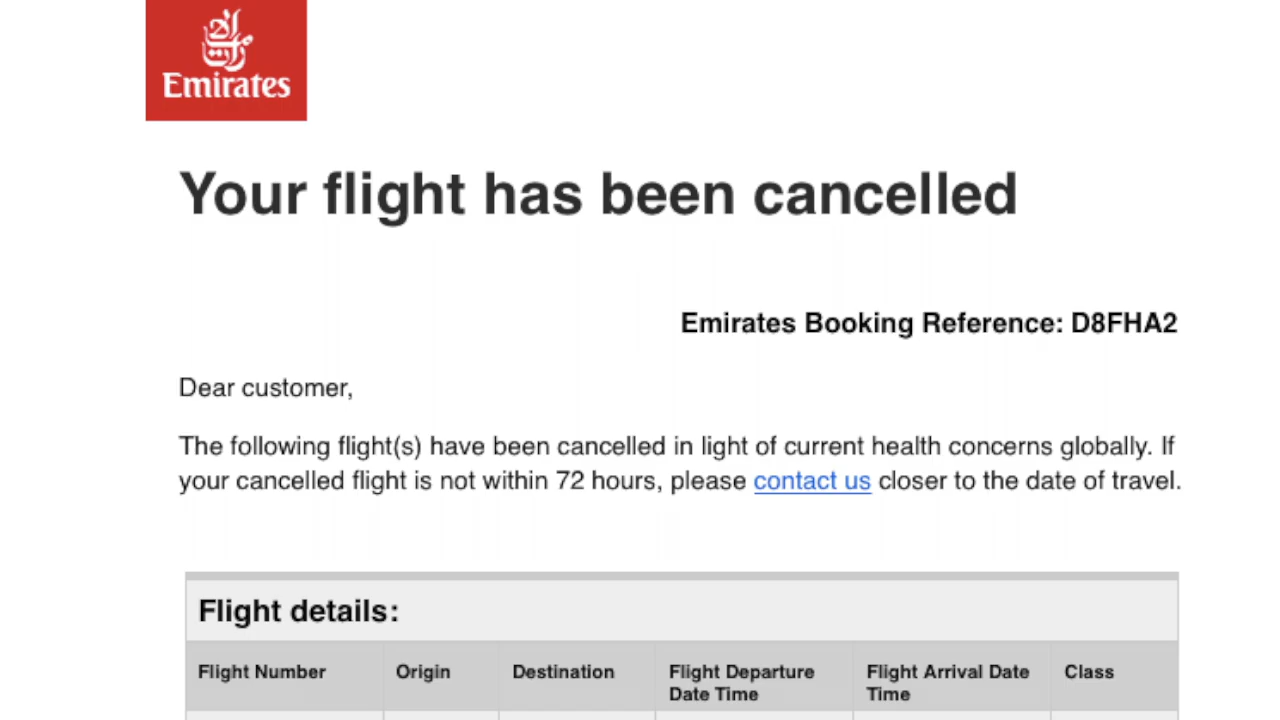 Emirates
Your flight has been cancelled
Emirates Booking Reference: D8FHA2
Dear customer,
The following flight(s) have been cancelled in light of current health concerns globally. If
your cancelled flight is not within 72 hours, please contact us closer to the date of travel.
Flight details:
Flight Number Origin Destination Flight Departure Flight Arrival Date Class
Date Time Time